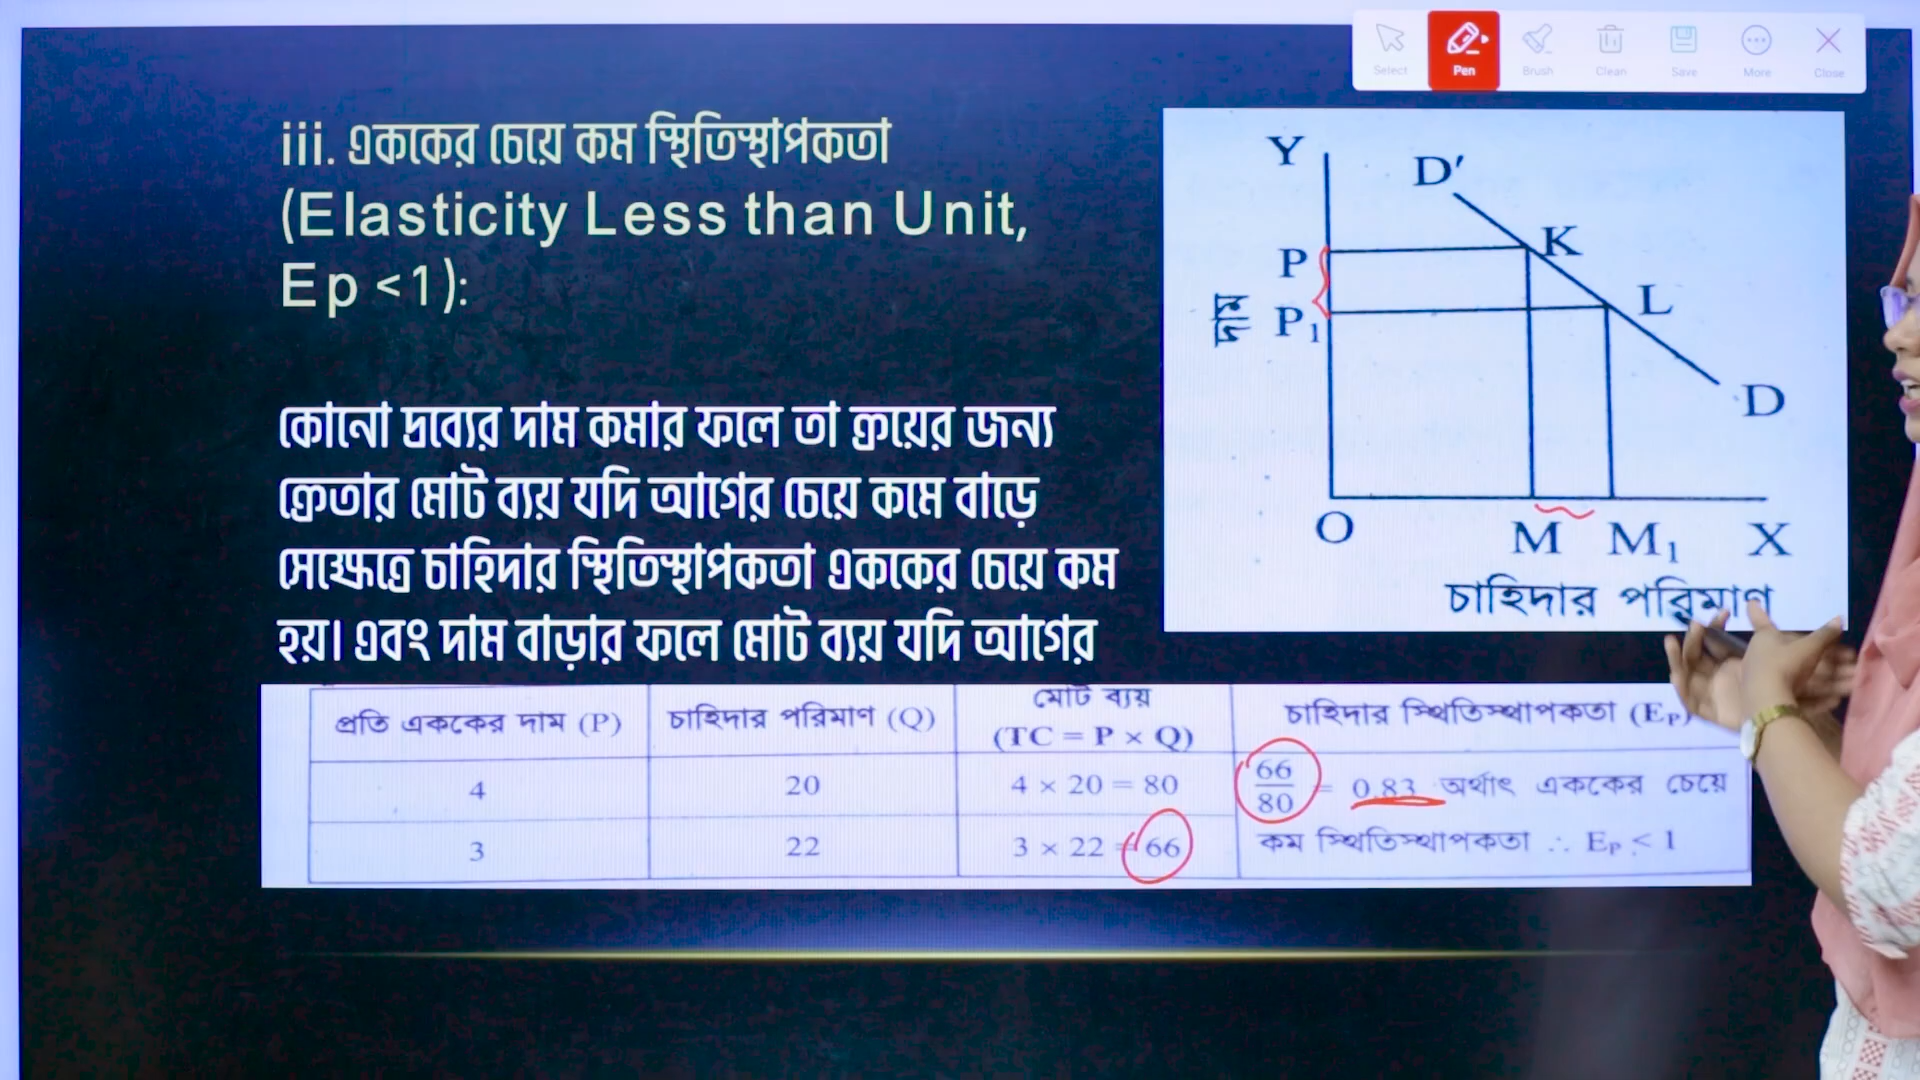 Select Pen Brush Clean Save More Close
iii. এককের চেয়ে কম স্থিতিস্থাপকতা
(Elasticity Less than Unit,
Ep <1):
কোনো দ্রব্যের দাম কমার ফলে তা ক্রয়ের জন্য
ক্রেতার মোট ব্যয় যদি আগের চেয়ে কমে বাড়ে
সেক্ষেত্রে চাহিদার স্থিতিস্থাপকতা এককের চেয়ে কম
হয়। এবং দাম বাড়ার ফলে মোট ব্যয় যদি আগের
Y
D′
K
P
L
দাম
P₁
D
O M M₁ X
চাহিদার পরিমাণ
প্রতি এককের দাম (P) চাহিদার পরিমাণ (Q) মোট ব্যয় (TC = P × Q) চাহিদার স্থিতিস্থাপকতা (Eₚ)
4 20 4 × 20 = 80 66/80 = 0.83 অর্থাৎ এককের চেয়ে
3 22 3 × 22 = 66 কম স্থিতিস্থাপকতা ∴ Eₚ < 1